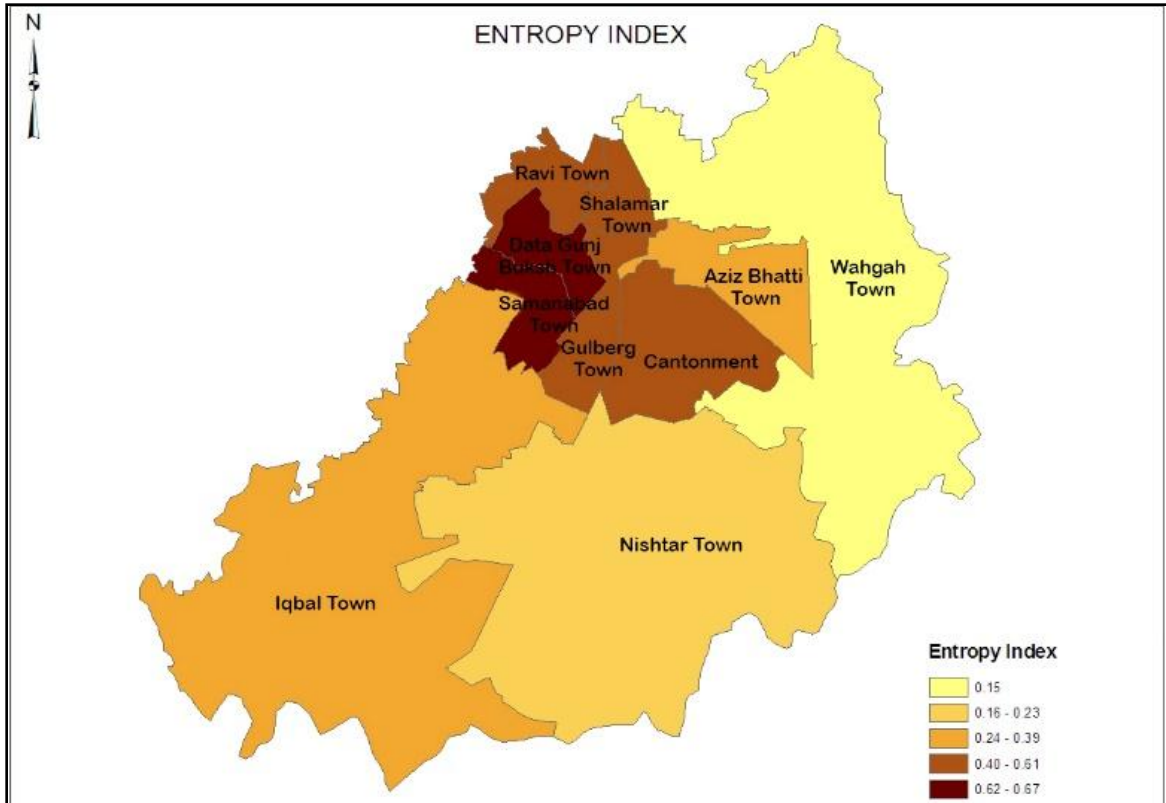 N
ENTROPY INDEX
Ravi Town
Shalamar
Town
Data Gunj
Buksh Town
Samanabad
Town
Gulberg
Town
Cantonment
Aziz Bhatti
Town
Wahgah
Town
Nishtar Town
Iqbal Town
Entropy Index
0.15
0.16 - 0.23
0.24 - 0.39
0.40 - 0.61
0.62 - 0.67